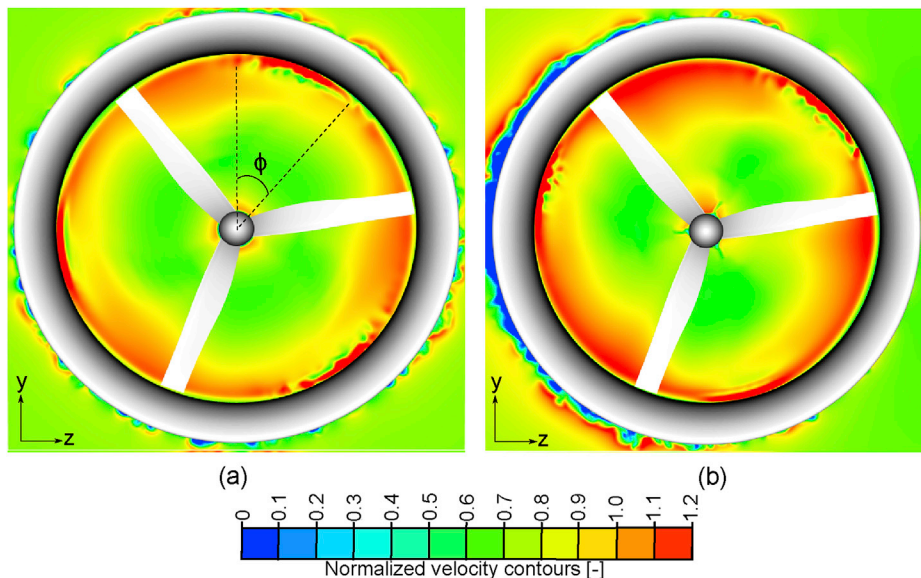 ϕ
y
z
y
z
(a)
(b)
0 0.1 0.2 0.3 0.4 0.5 0.6 0.7 0.8 0.9 1.0 1.1 1.2
Normalized velocity contours [-]